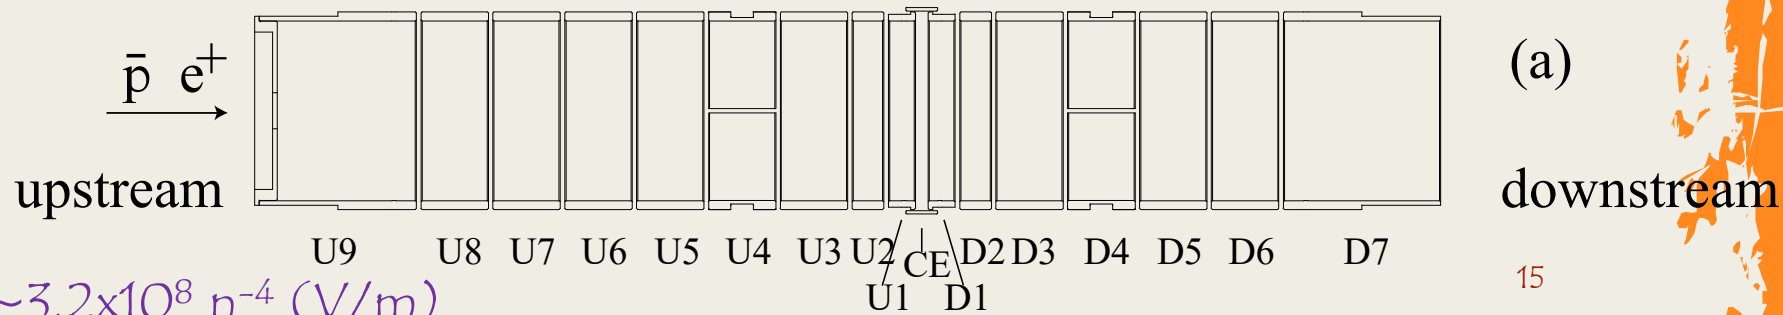 p̄ e⁺
(a)
upstream
downstream
U9 U8 U7 U6 U5 U4 U3 U2 CE D2 D3 D4 D5 D6 D7
U1 D1
15
~3.2x10⁸ n⁻⁴ (V/m)